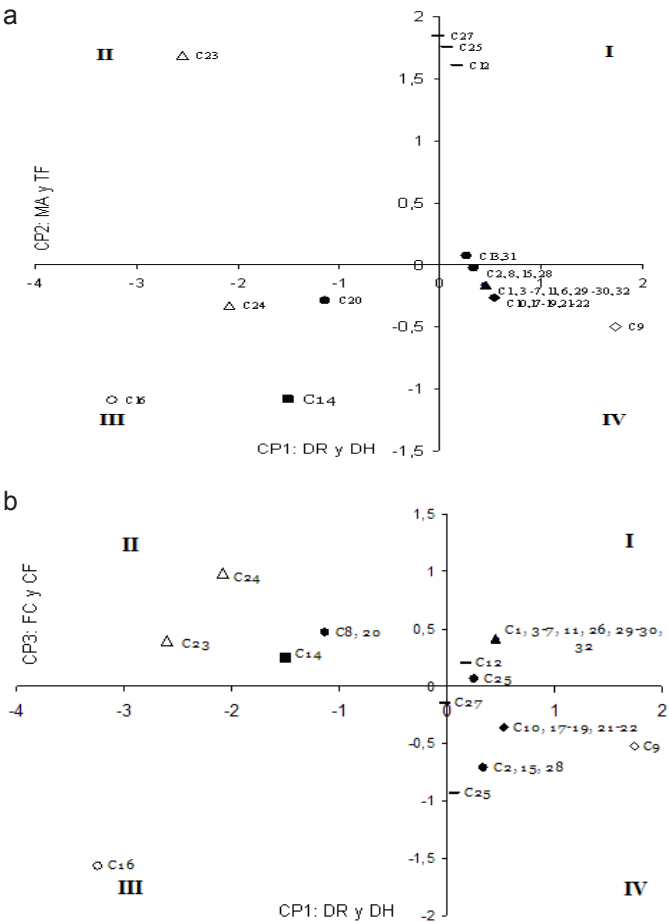 a
2
C27
C25
II
C23
I
C12
1,5
1
CP2: MA y TF
0,5
C13,31
0
-4
-3
-2
-1
0
1
2
C2,8,15,28
C1,3-7,11,6,29-30,32
C20
C10,17-19,21-22
C24
-0,5
C9
-1
C16
C14
III
IV
CP1: DR y DH
-1,5
b
1,5
II
I
C24
1
CP3: FC y CF
C8, 20
0,5
C1, 3-7, 11, 26, 29-30,
32
C23
C14
C12
C25
0
-4
-3
-2
-1
0
1
2
C27
C10, 17-19, 21-22
-0,5
C9
C2, 15, 28
C25
-1
C16
-1,5
III
IV
CP1: DR y DH
-2